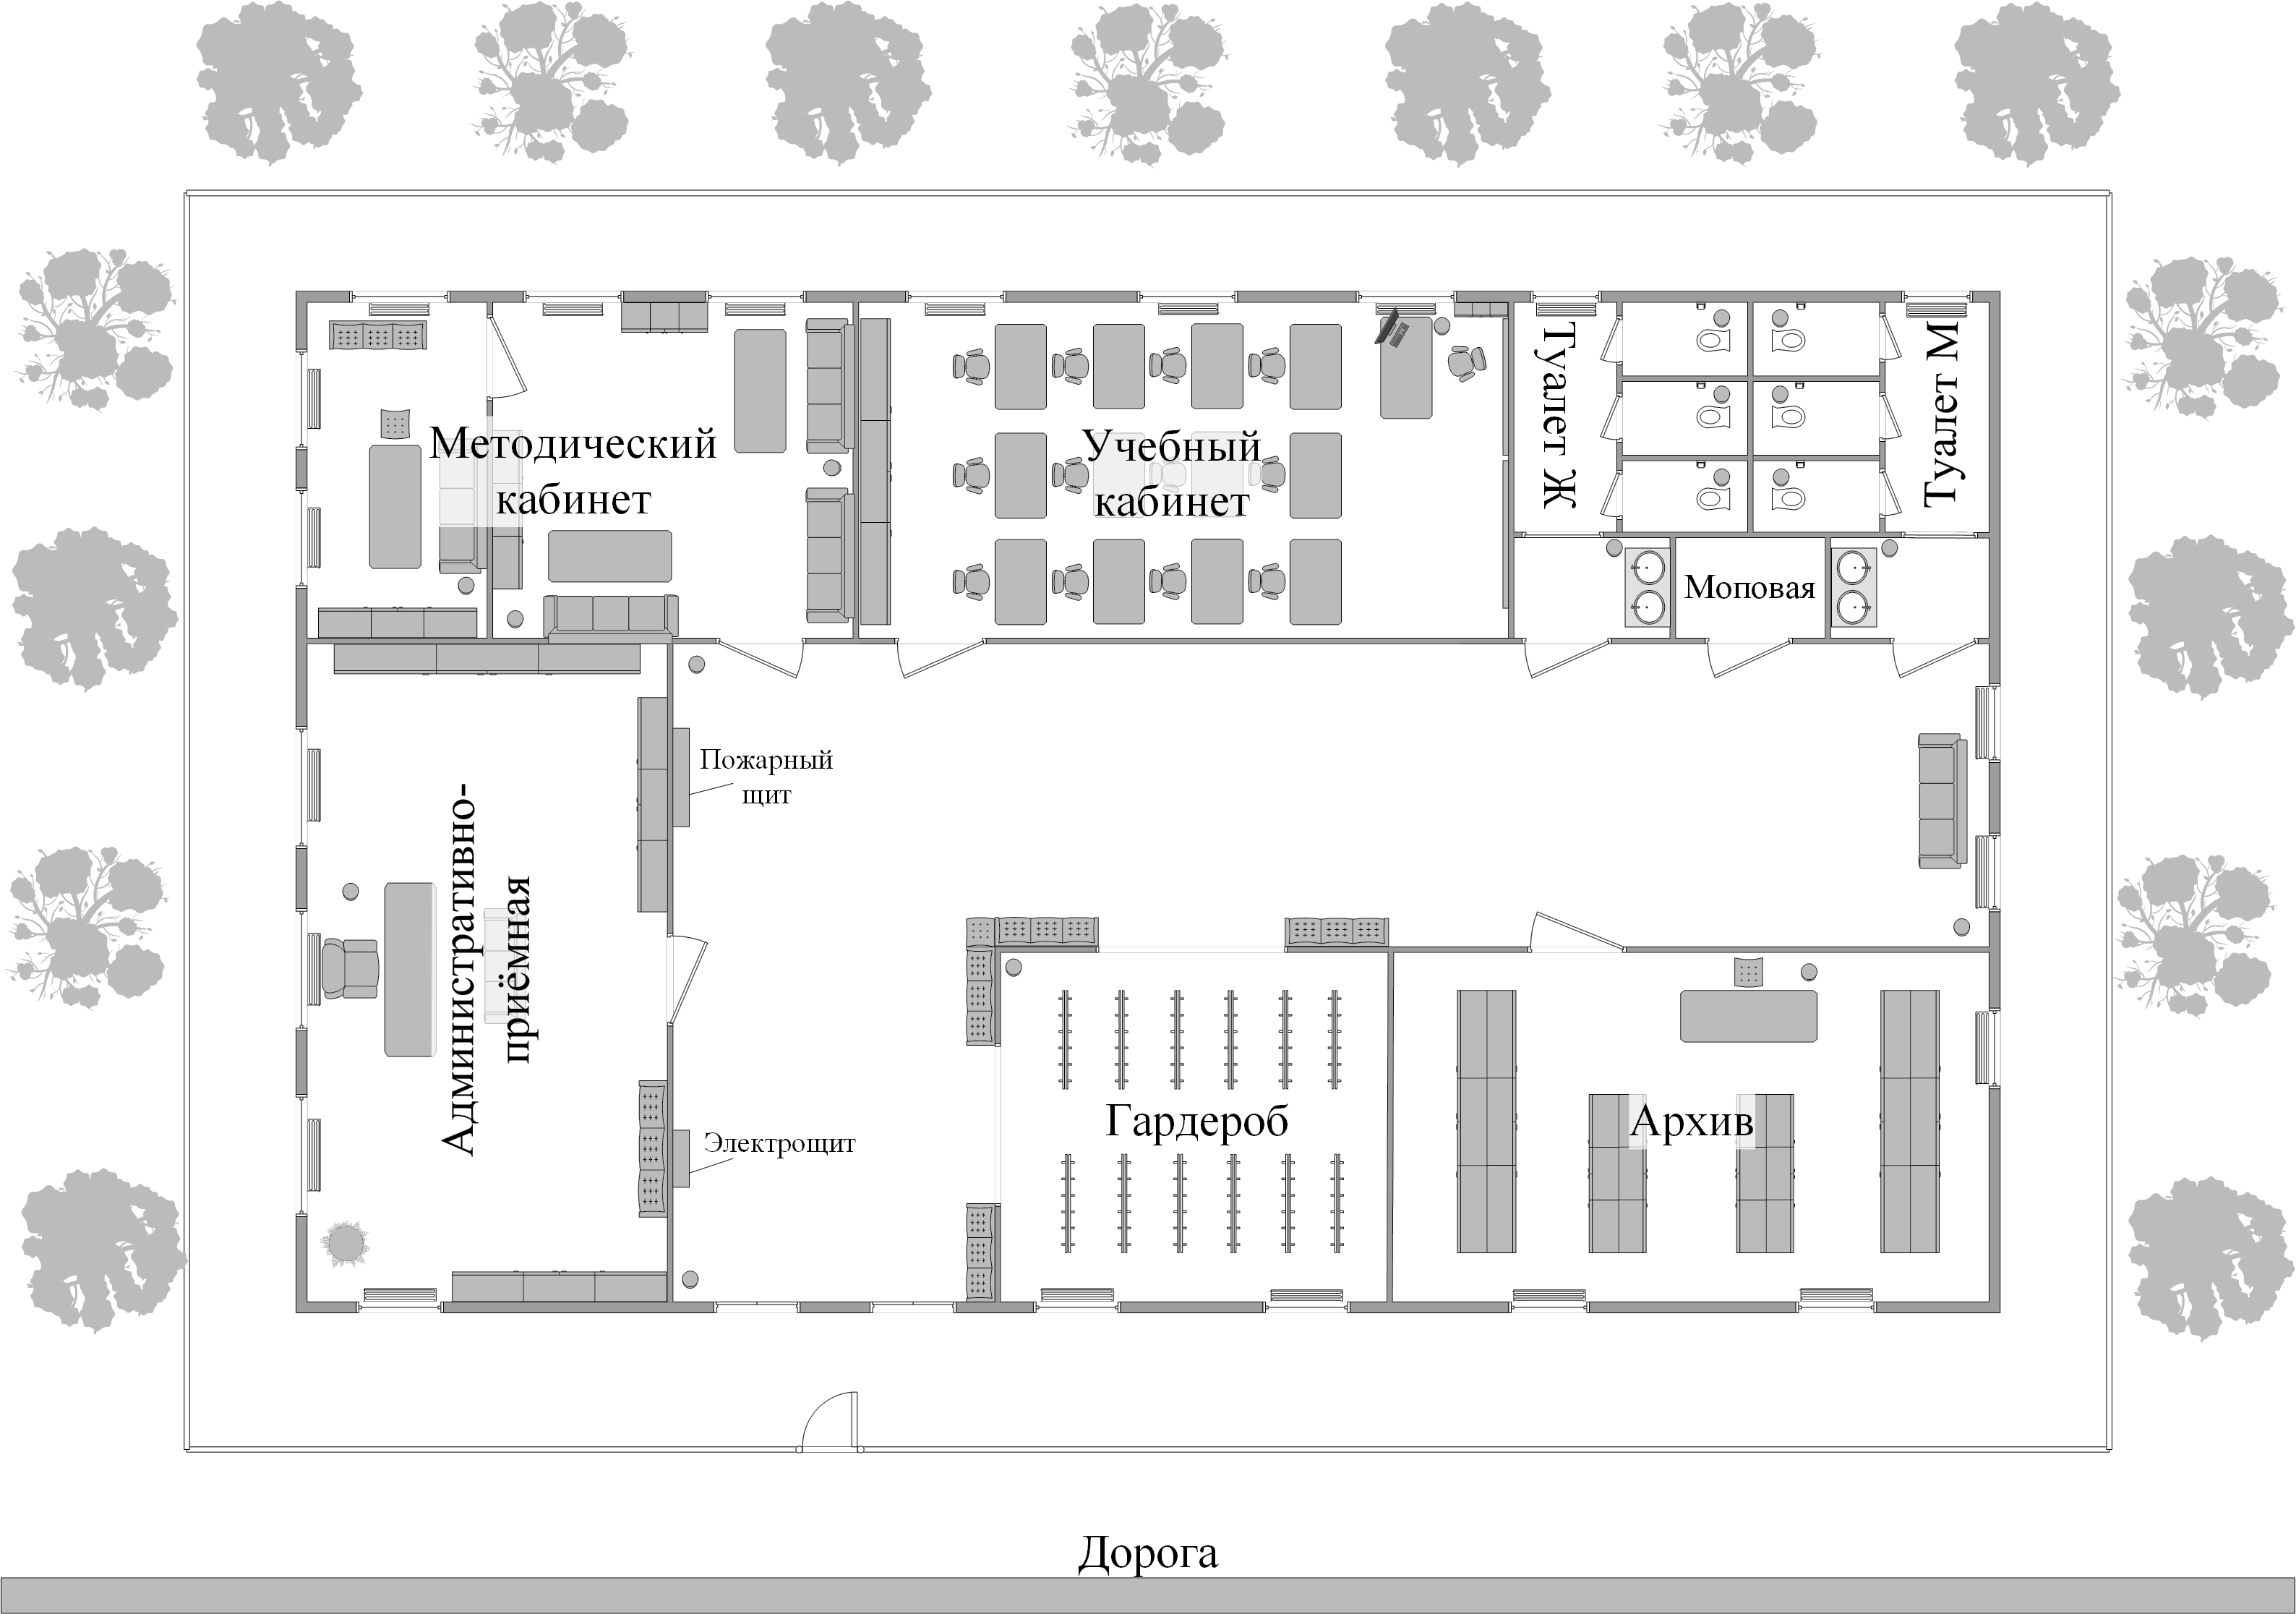 Методический
кабинет
Учебный
кабинет
Туалет Ж
Туалет М
Моповая
Пожарный
щит
Административно-
приёмная
Электрощит
Гардероб
Архив
Дорога